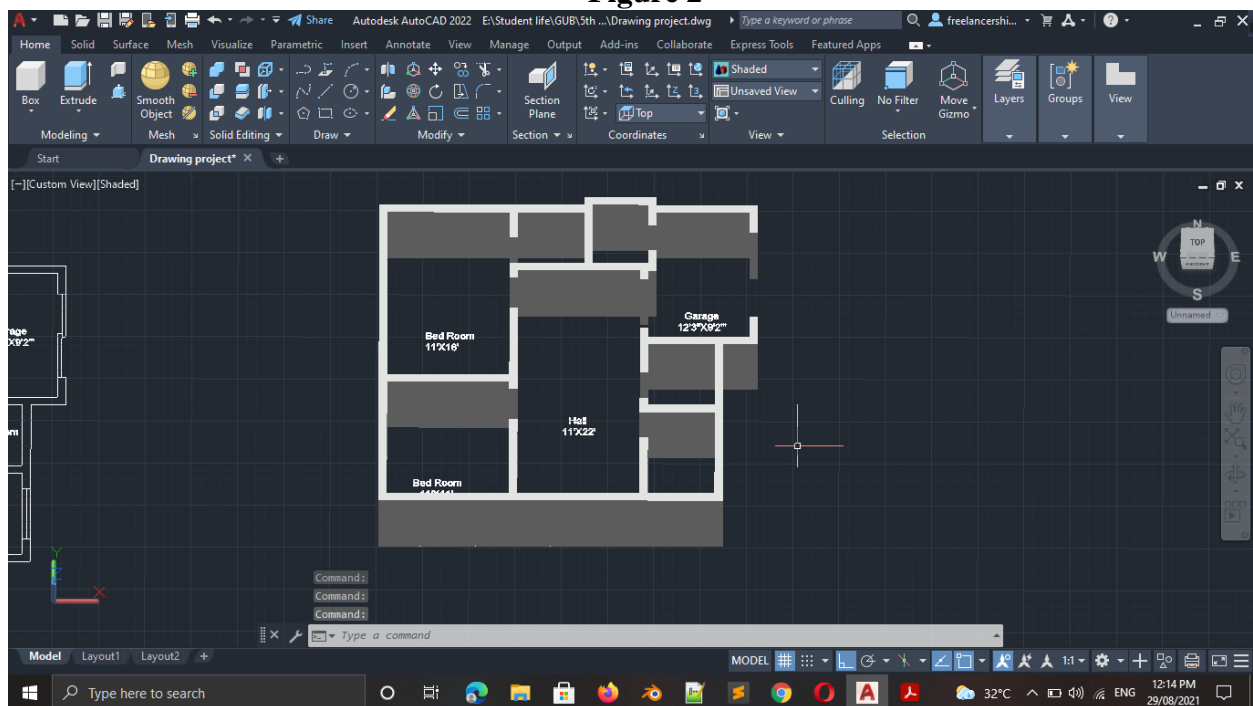 Figure 2
Share Autodesk AutoCAD 2022 E:\Student life\GUB\5th ...\Drawing project.dwg Type a keyword or phrase freelancershi...
Home Solid Surface Mesh Visualize Parametric Insert Annotate View Manage Output Add-ins Collaborate Express Tools Featured Apps
Shaded
Unsaved View
Top
Box Extrude Smooth Object Section Plane Culling No Filter Move Gizmo Layers Groups View
Modeling Mesh Solid Editing Draw Modify Section Coordinates View Selection
Start Drawing project* +
[-][Custom View][Shaded]
N
W TOP E
FRONT
S
Unnamed
Garage
12'3"X9'2"
Bed Room
11'X16'
Hall
11'X22'
Bed Room
X9'2"
Y
X
Command:
Command:
Command:
Type a command
Model Layout1 Layout2 + MODEL 1:1
Type here to search 32°C ENG 12:14 PM
29/08/2021